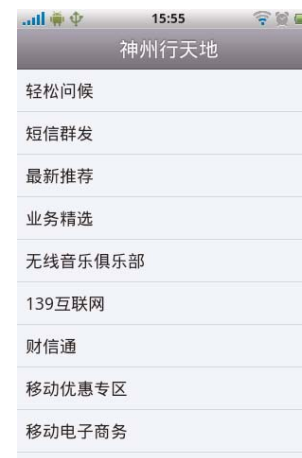 15:55
神州行天地
轻松问候
短信群发
最新推荐
业务精选
无线音乐俱乐部
139互联网
财信通
移动优惠专区
移动电子商务